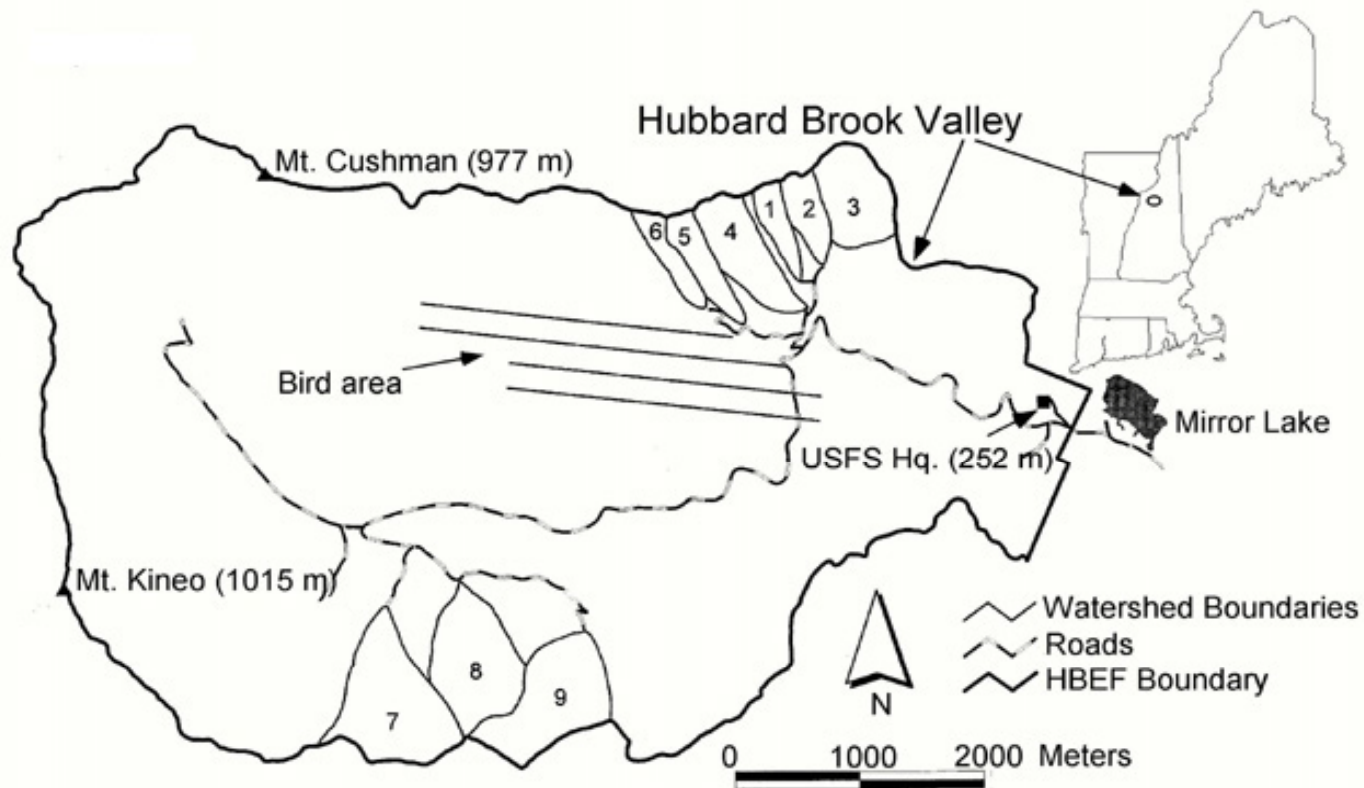 Hubbard Brook Valley
Mt. Cushman (977 m)
6
5
4
1
2
3
Bird area
Mirror Lake
USFS Hq. (252 m)
Mt. Kineo (1015 m)
7
8
9
N
Watershed Boundaries
Roads
HBEF Boundary
0 1000 2000 Meters